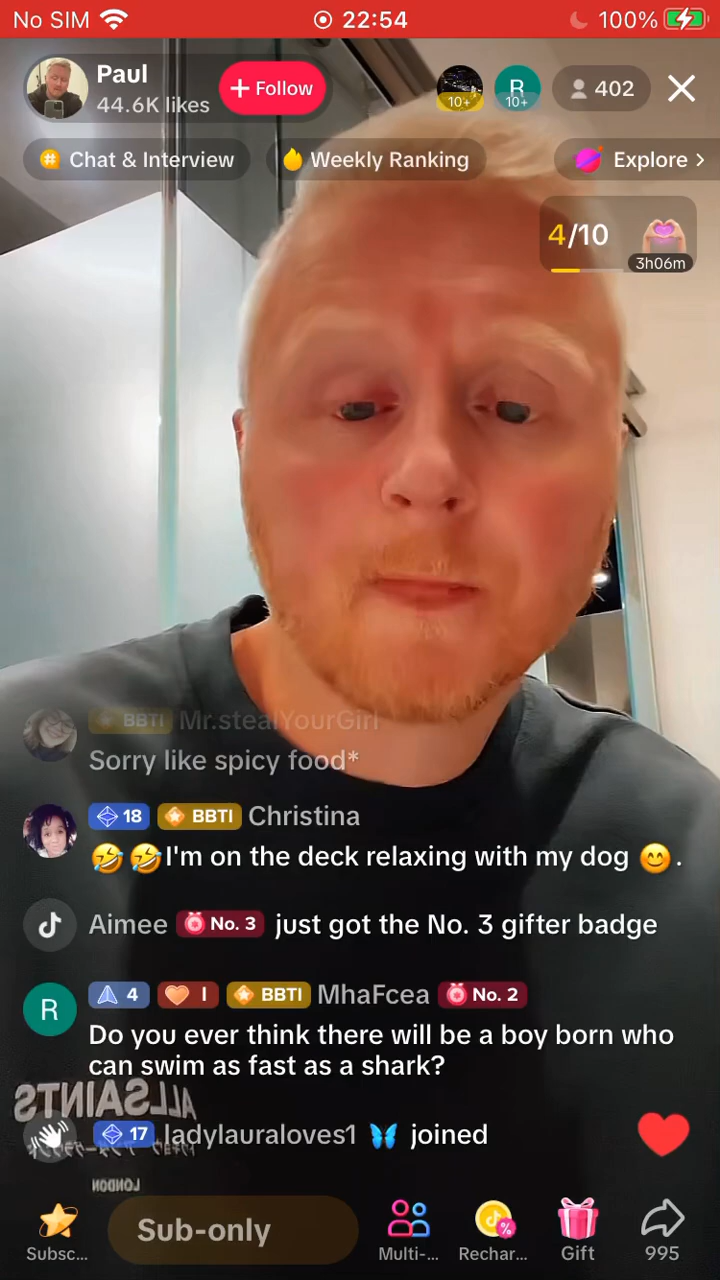 No SIM 22:54 100%
Paul
44.6K likes
+ Follow
10+
R
10+
402
Chat & Interview
Weekly Ranking
Explore >
4/10
3h06m
BBTI Mr.stealYourGirl
Sorry like spicy food*
18 BBTI Christina
🤣🤣I'm on the deck relaxing with my dog 😊.
Aimee No. 3 just got the No. 3 gifter badge
R
4 I BBTI MhaFcea No. 2
Do you ever think there will be a boy born who
can swim as fast as a shark?
ALLSAINTS
17 ladylauraloves1 🦋 joined
LONDON
Sub-only
Subsc...
Multi-...
Rechar...
Gift
995